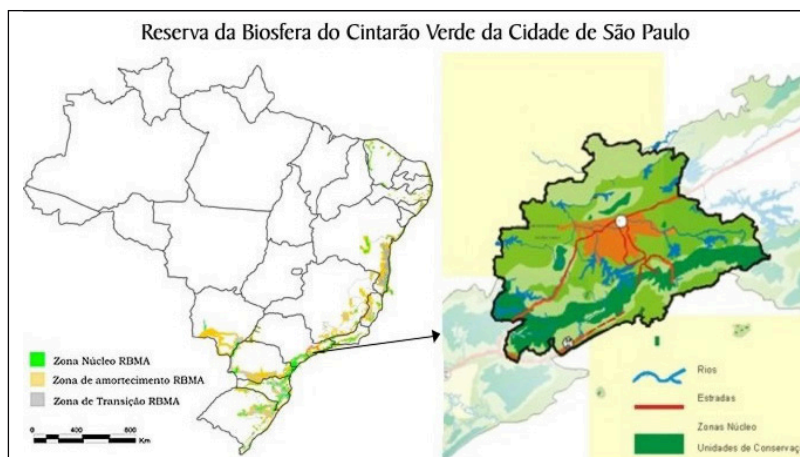 Reserva da Biosfera do Cintarão Verde da Cidade de São Paulo
Zona Núcleo RBMA
Zona de amortecimento RBMA
Zona de Transição RBMA
0 400 800
Km
Rios
Estradas
Zonas Núcleo
Unidades de Conservaç